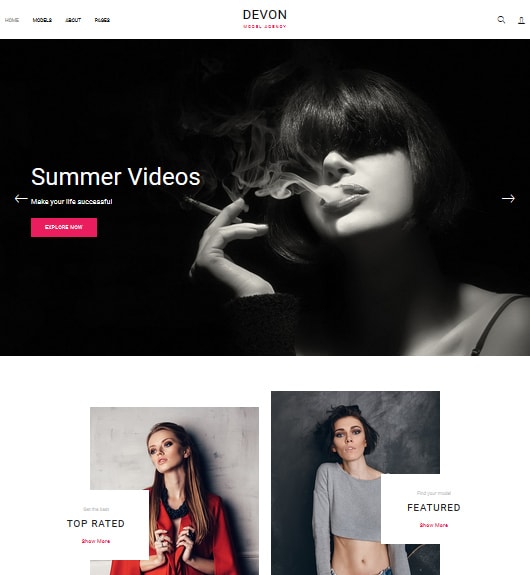 HOME MODELS ABOUT PAGES
DEVON
MODEL AGENCY
Summer Videos
Make your life successful
EXPLORE NOW
Get the best
TOP RATED
Show More
Find your model
FEATURED
Show More